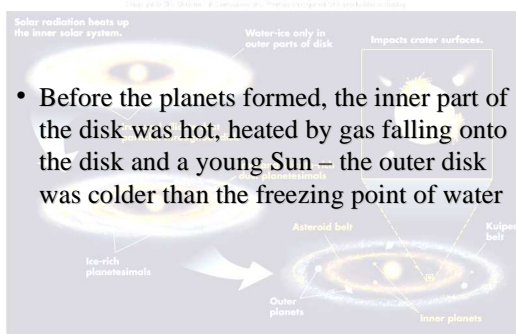 Solar radiation heats up
the inner solar system.
Water-ice only in
outer parts of disk
Impacts crater surfaces.
• Before the planets formed, the inner part of
the disk was hot, heated by gas falling onto
the disk and a young Sun – the outer disk
was colder than the freezing point of water
planetesimals
Ice-rich
planetesimals
Asteroid belt
Kuiper
belt
Outer
planets
Inner planets